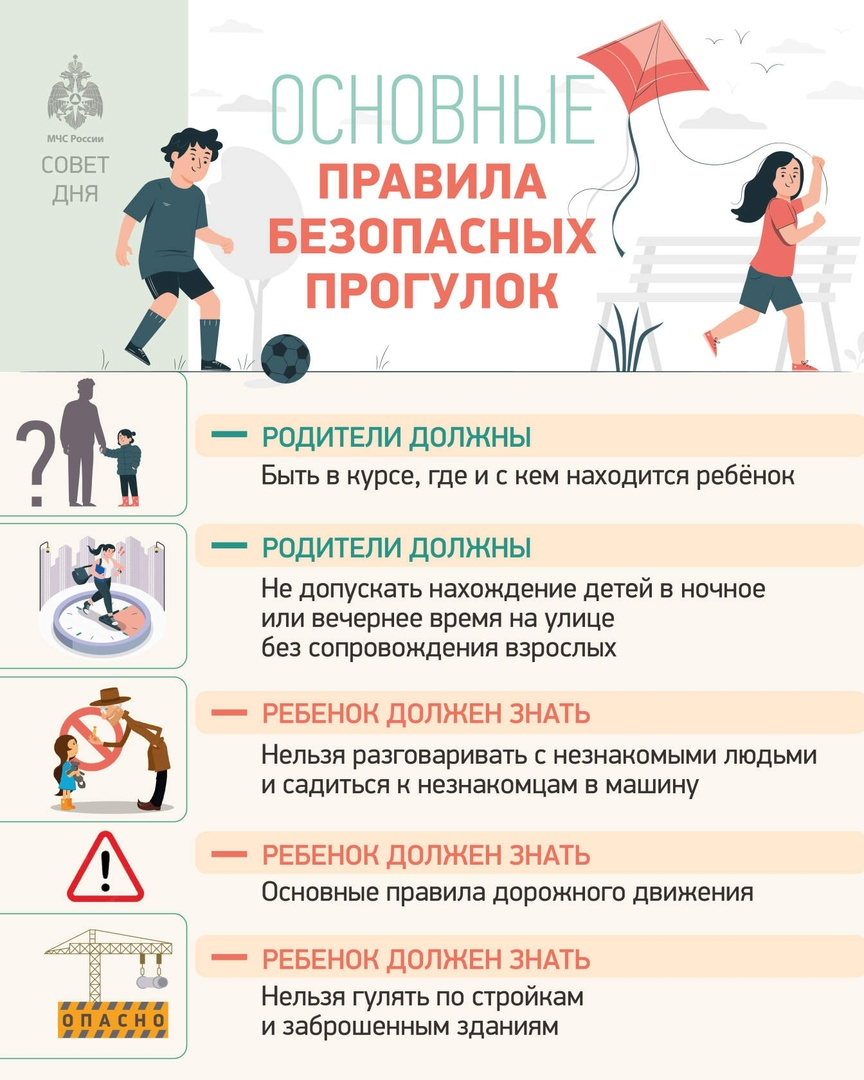 МЧС России
СОВЕТ
ДНЯ
ОСНОВНЫЕ
ПРАВИЛА
БЕЗОПАСНЫХ
ПРОГУЛОК
РОДИТЕЛИ ДОЛЖНЫ
Быть в курсе, где и с кем находится ребёнок
РОДИТЕЛИ ДОЛЖНЫ
Не допускать нахождение детей в ночное
или вечернее время на улице
без сопровождения взрослых
РЕБЕНОК ДОЛЖЕН ЗНАТЬ
Нельзя разговаривать с незнакомыми людьми
и садиться к незнакомцам в машину
РЕБЕНОК ДОЛЖЕН ЗНАТЬ
Основные правила дорожного движения
РЕБЕНОК ДОЛЖЕН ЗНАТЬ
Нельзя гулять по стройкам
и заброшенным зданиям
ОПАСНО